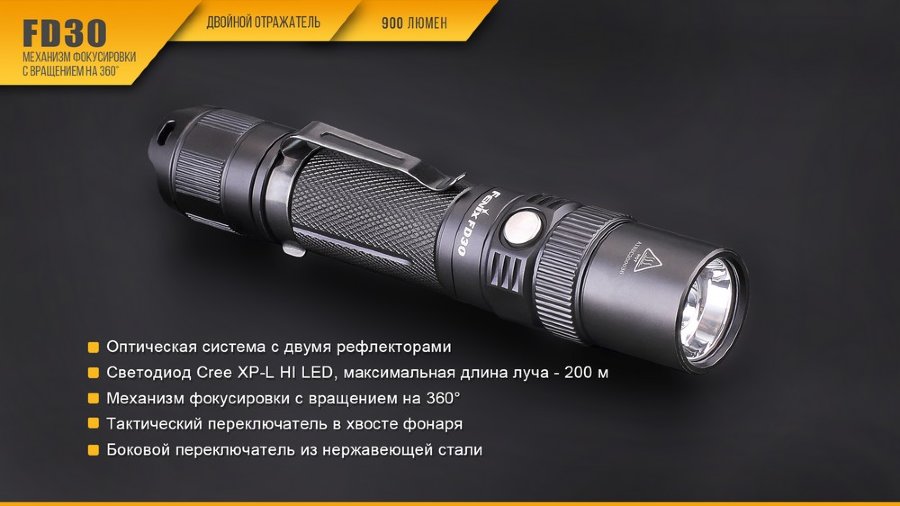 FD30
МЕХАНИЗМ ФОКУСИРОВКИ
С ВРАЩЕНИЕМ НА 360°
ДВОЙНОЙ ОТРАЖАТЕЛЬ
900 ЛЮМЕН
FENIX FD30
HOT
Оптическая система с двумя рефлекторами
Светодиод Cree XP-L HI LED, максимальная длина луча - 200 м
Механизм фокусировки с вращением на 360°
Тактический переключатель в хвосте фонаря
Боковой переключатель из нержавеющей стали